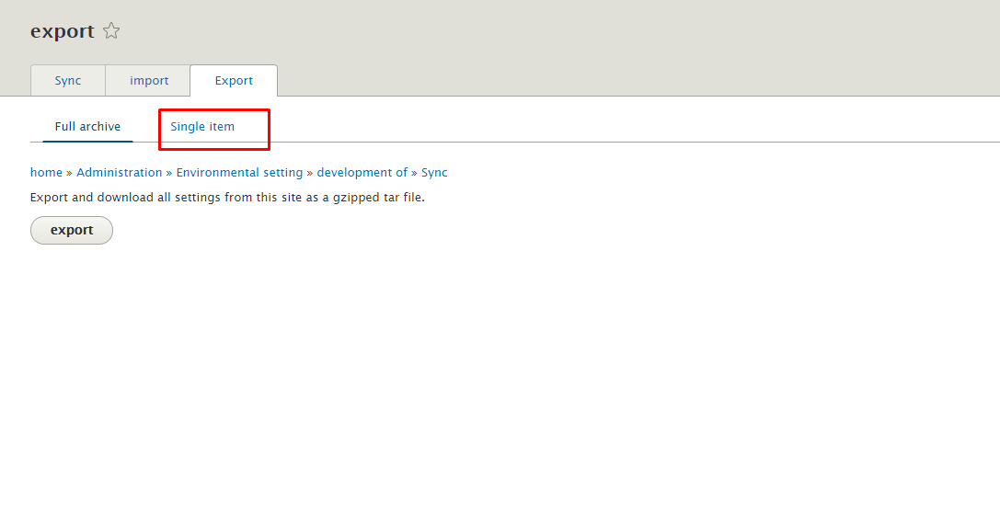 export
Sync import Export
Full archive Single item
home » Administration » Environmental setting » development of » Sync
Export and download all settings from this site as a gzipped tar file.
export